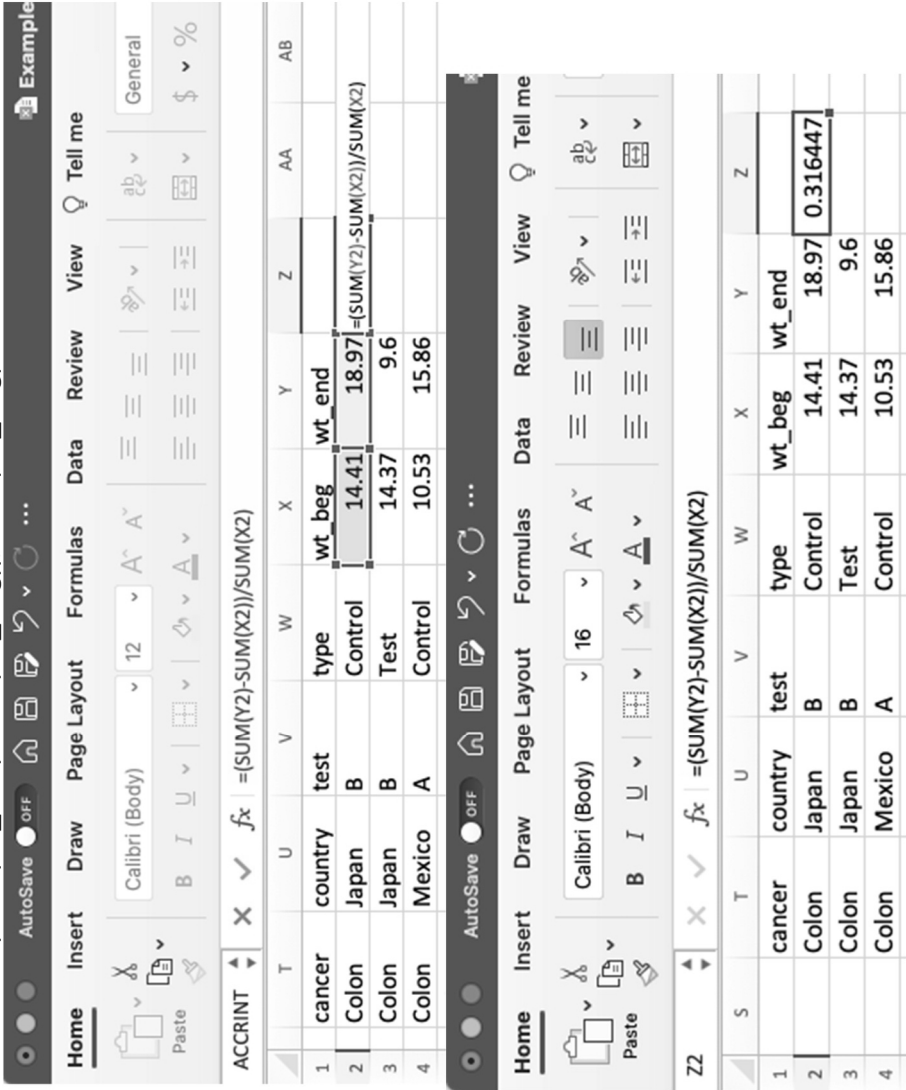 AutoSave OFF ... Example
Home Insert Draw Page Layout Formulas Data Review View Tell me
Paste
Calibri (Body) 12 A^ Aˇ ab General
B I U A $ %
ACCRINT fx =(SUM(Y2)-SUM(X2))/SUM(X2)
T U V W X Y Z AA AB
1 cancer country test type wt_beg wt_end
2 Colon Japan B Control 14.41 18.97 =(SUM(Y2)-SUM(X2))/SUM(X2)
3 Colon Japan B Test 14.37 9.6
4 Colon Mexico A Control 10.53 15.86
AutoSave OFF ...
Home Insert Draw Page Layout Formulas Data Review View Tell me
Paste
Calibri (Body) 16 A^ Aˇ ab
B I U A
Z2 fx =(SUM(Y2)-SUM(X2))/SUM(X2)
S T U V W X Y Z
1 cancer country test type wt_beg wt_end
2 Colon Japan B Control 14.41 18.97 0.316447
3 Colon Japan B Test 14.37 9.6
4 Colon Mexico A Control 10.53 15.86